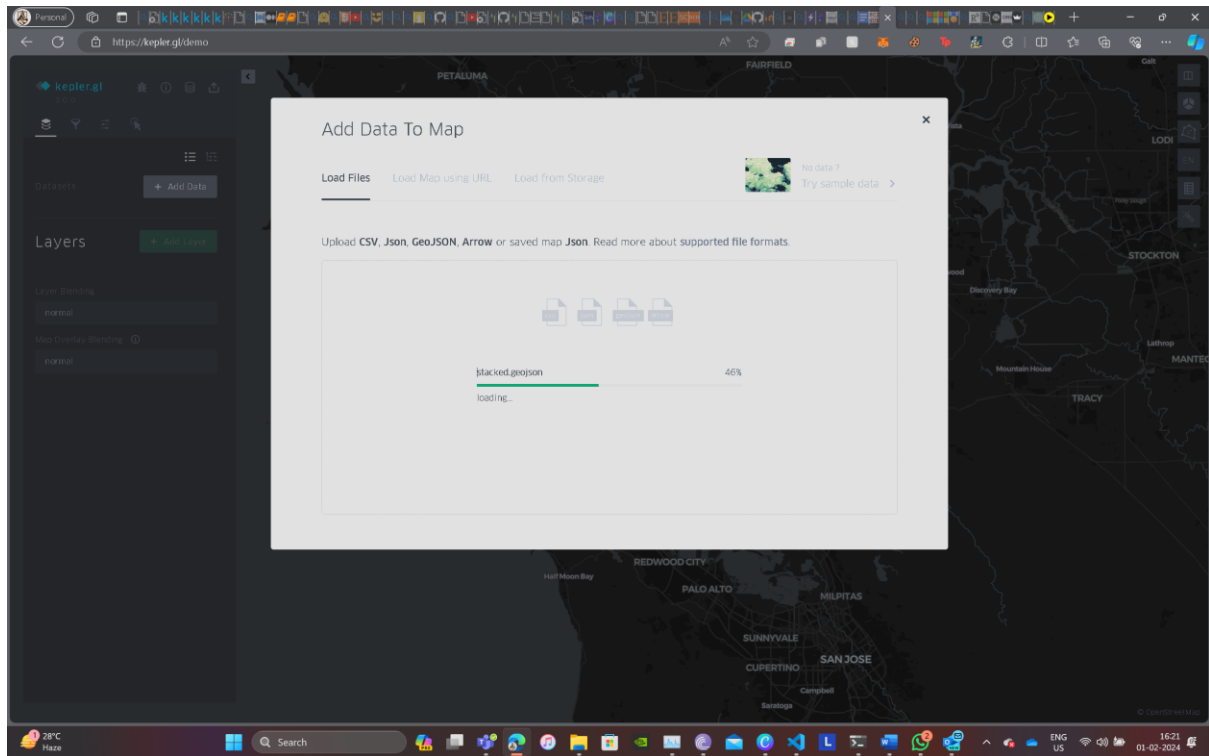 Personal
https://kepler.gl/demo
kepler.gl
Datasets
+ Add Data
Layers
+ Add Layer
Layer Blending
normal
Map Overlay Blending
normal
Add Data To Map
Load Files
Load Map using URL
Load from Storage
No data ?
Try sample data
Upload CSV, Json, GeoJSON, Arrow or saved map Json. Read more about supported file formats.
stacked.geojson
46%
loading...
PETALUMA
FAIRFIELD
Galt
LODI
EN
STOCKTON
Discovery Bay
Lathrop
MANTEC
Mountain House
TRACY
REDWOOD CITY
Half Moon Bay
PALO ALTO
MILPITAS
SUNNYVALE
CUPERTINO
SAN JOSE
Campbell
Saratoga
© OpenStreetMap
28°C
Haze
Search
ENG
US
16:21
01-02-2024